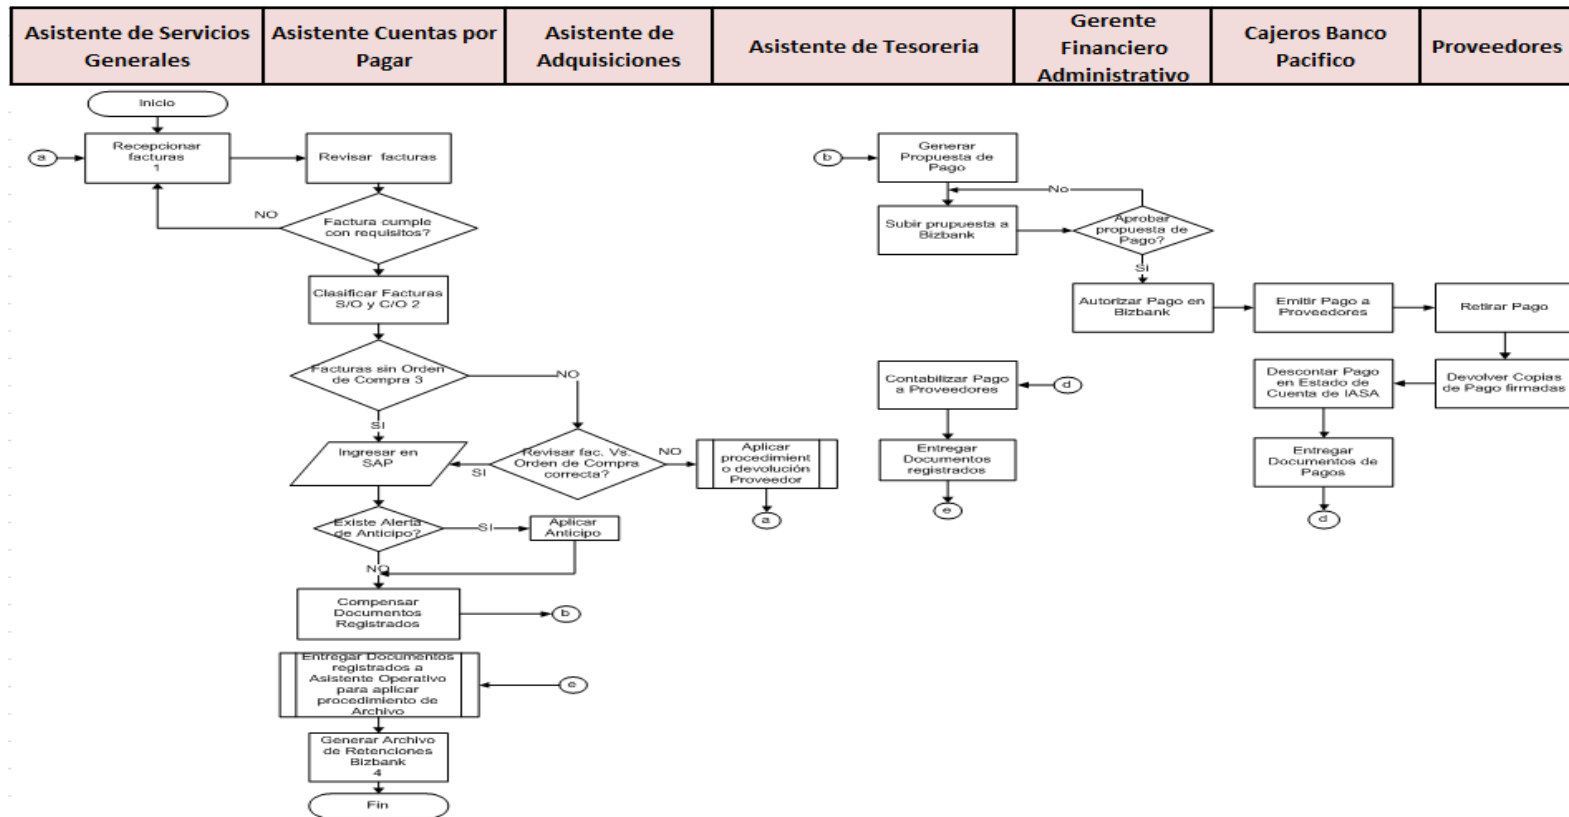 Asistente de Servicios
Generales
Asistente Cuentas por
Pagar
Asistente de
Adquisiciones
Asistente de Tesoreria
Gerente
Financiero
Administrativo
Cajeros Banco
Pacifico
Proveedores
Inicio
a
Recepcionar
facturas
1
Revisar facturas
NO
Factura cumple
con requisitos?
Clasificar Facturas
S/O y C/O 2
Facturas sin Orden
de Compra 3
NO
SI
Ingresar en
SAP
SI
Revisar fac. Vs.
Orden de Compra
correcta?
NO
Aplicar
procedimient
o devolución
Proveedor
a
Existe Alerta
de Anticipo?
SI
Aplicar
Anticipo
NO
Compensar
Documentos
Registrados
b
Entregar Documentos
registrados a
Asistente Operativo
para aplicar
procedimiento de
Archivo
e
Generar Archivo
de Retenciones
Bizbank
4
Fin
b
Generar
Propuesta de
Pago
No
Subir prupuesta a
Bizbank
Aprobar
propuesta de
Pago?
SI
Autorizar Pago en
Bizbank
Emitir Pago a
Proveedores
Retirar Pago
Contabilizar Pago
a Proveedores
d
Descontar Pago
en Estado de
Cuenta de IASA
Devolver Copias
de Pago firmadas
Entregar
Documentos
registrados
e
Entregar
Documentos de
Pagos
d